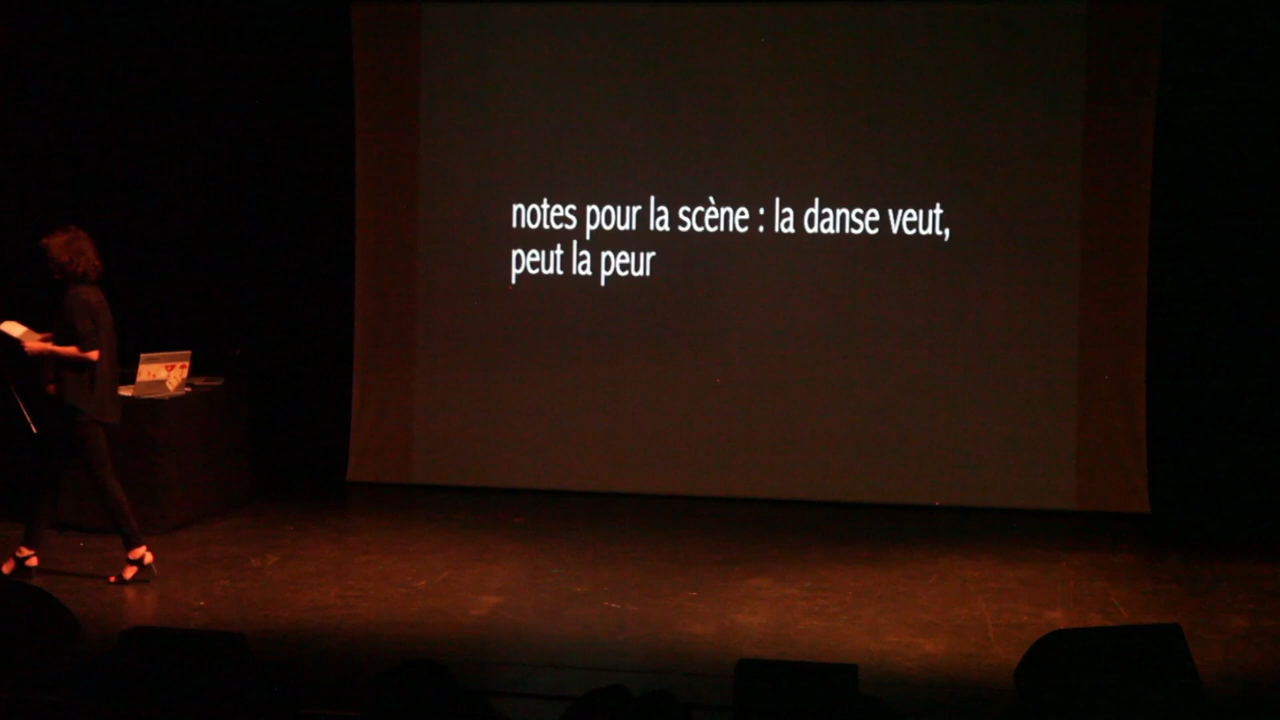 notes pour la scène : la danse veut,
peut la peur